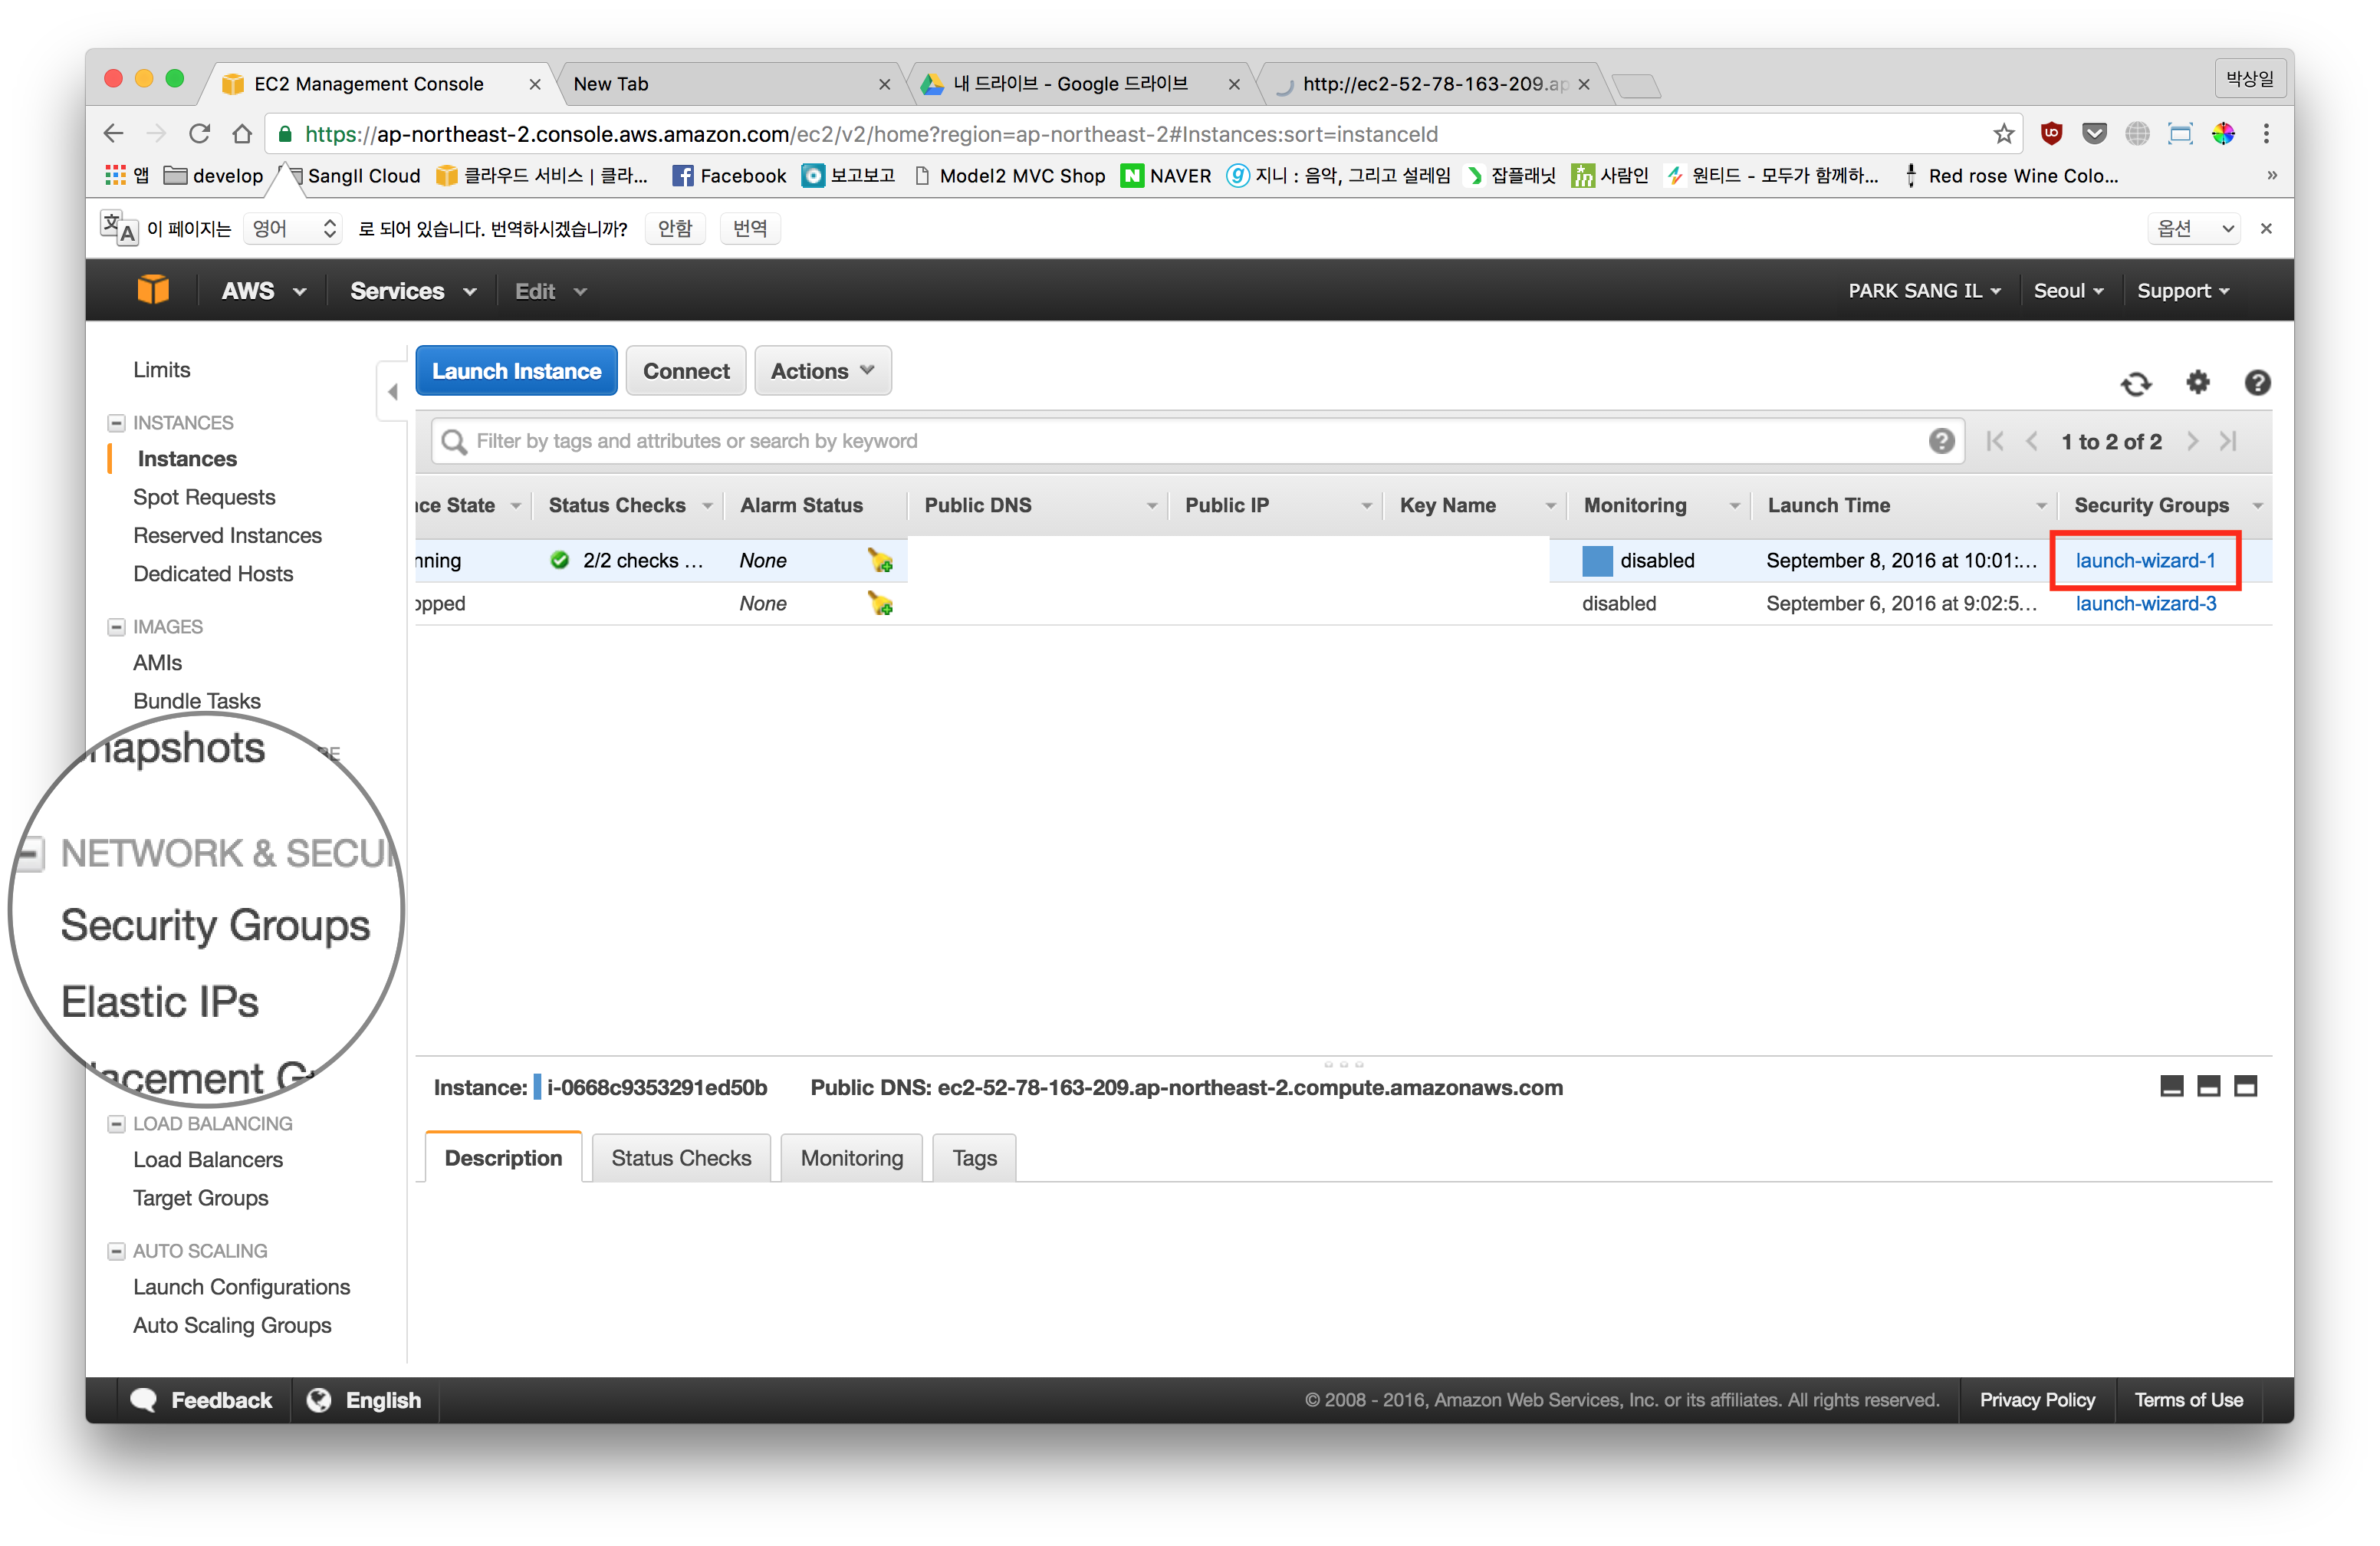 EC2 Management Console
New Tab
내 드라이브 - Google 드라이브
http://ec2-52-78-163-209.ap
박상일
https://ap-northeast-2.console.aws.amazon.com/ec2/v2/home?region=ap-northeast-2#Instances:sort=instanceId
앱 develop SangIl Cloud 클라우드 서비스 | 클라... Facebook 보고보고 Model2 MVC Shop NAVER 지니 : 음악, 그리고 설레임 잡플래닛 사람인 원티드 - 모두가 함께하... Red rose Wine Colo... »
이 페이지는 영어 로 되어 있습니다. 번역하시겠습니까? 안함 번역 옵션
AWS Services Edit PARK SANG IL Seoul Support
Limits
INSTANCES
Instances
Spot Requests
Reserved Instances
Dedicated Hosts
IMAGES
AMIs
Bundle Tasks
napshots
NETWORK & SECU
Security Groups
Elastic IPs
lacement G
LOAD BALANCING
Load Balancers
Target Groups
AUTO SCALING
Launch Configurations
Auto Scaling Groups
Launch Instance Connect Actions
Filter by tags and attributes or search by keyword
1 to 2 of 2
nce State Status Checks Alarm Status Public DNS Public IP Key Name Monitoring Launch Time Security Groups
nning 2/2 checks ... None disabled September 8, 2016 at 10:01:... launch-wizard-1
opped None disabled September 6, 2016 at 9:02:5... launch-wizard-3
Instance: i-0668c9353291ed50b Public DNS: ec2-52-78-163-209.ap-northeast-2.compute.amazonaws.com
Description Status Checks Monitoring Tags
Feedback English
© 2008 - 2016, Amazon Web Services, Inc. or its affiliates. All rights reserved. Privacy Policy Terms of Use